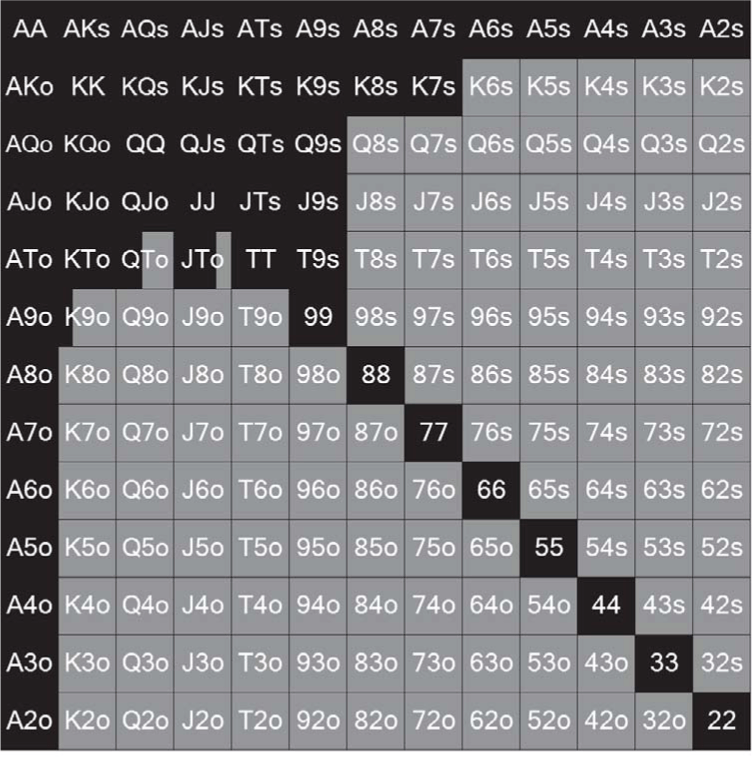 AA AKs AQs AJs ATs A9s A8s A7s A6s A5s A4s A3s A2s
AKo KK KQs KJs KTs K9s K8s K7s K6s K5s K4s K3s K2s
AQo KQo QQ QJs QTs Q9s Q8s Q7s Q6s Q5s Q4s Q3s Q2s
AJo KJo QJo JJ JTs J9s J8s J7s J6s J5s J4s J3s J2s
ATo KTo QTo JTo TT T9s T8s T7s T6s T5s T4s T3s T2s
A9o K9o Q9o J9o T9o 99 98s 97s 96s 95s 94s 93s 92s
A8o K8o Q8o J8o T8o 98o 88 87s 86s 85s 84s 83s 82s
A7o K7o Q7o J7o T7o 97o 87o 77 76s 75s 74s 73s 72s
A6o K6o Q6o J6o T6o 96o 86o 76o 66 65s 64s 63s 62s
A5o K5o Q5o J5o T5o 95o 85o 75o 65o 55 54s 53s 52s
A4o K4o Q4o J4o T4o 94o 84o 74o 64o 54o 44 43s 42s
A3o K3o Q3o J3o T3o 93o 83o 73o 63o 53o 43o 33 32s
A2o K2o Q2o J2o T2o 92o 82o 72o 62o 52o 42o 32o 22